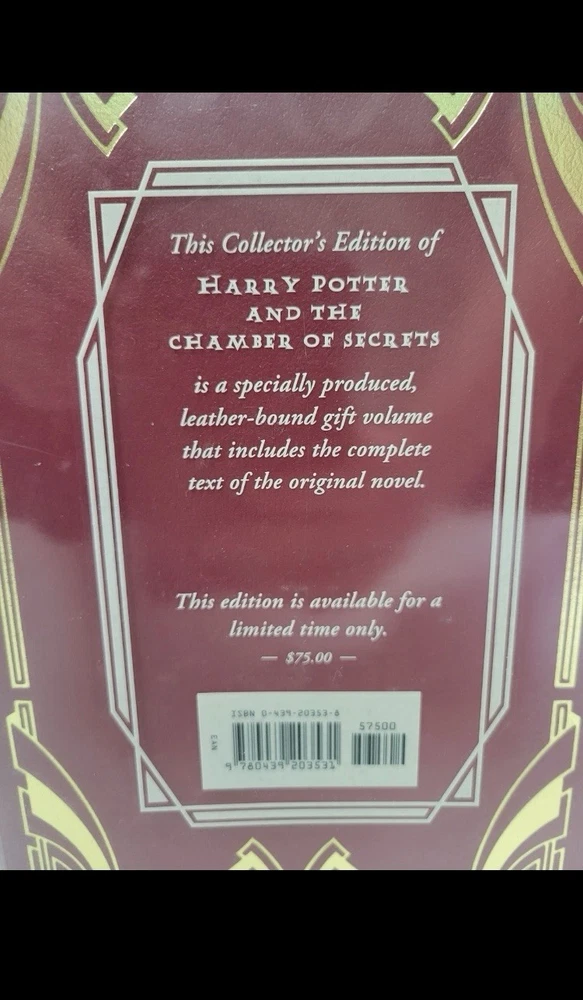 This Collector's Edition of
HARRY POTTER
AND THE
CHAMBER OF SECRETS
is a specially produced,
leather-bound gift volume
that includes the complete
text of the original novel.
This edition is available for a
limited time only.
— $75.00 —
ISBN 0-439-20353-8
57500
EAN
9 780439 203531